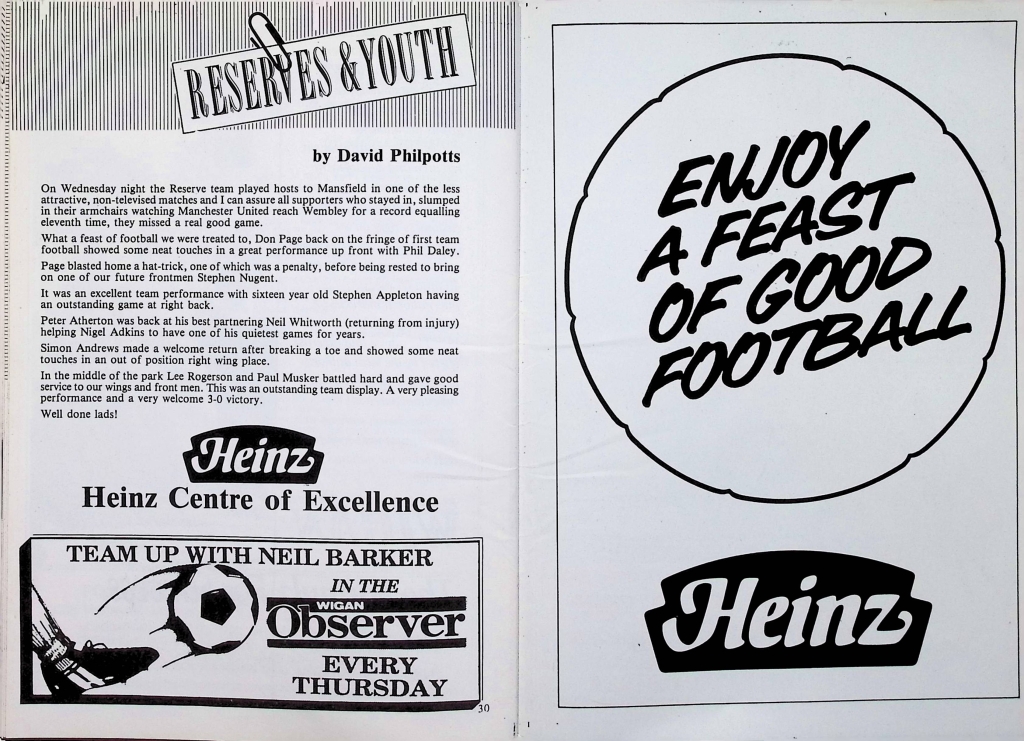 RESERVES & YOUTH
by David Philpotts
On Wednesday night the Reserve team played hosts to Mansfield in one of the less
attractive, non-televised matches and I can assure all supporters who stayed in, slumped
in their armchairs watching Manchester United reach Wembley for a record equalling
eleventh time, they missed a real good game.
What a feast of football we were treated to, Don Page back on the fringe of first team
football showed some neat touches in a great performance up front with Phil Daley.
Page blasted home a hat-trick, one of which was a penalty, before being rested to bring
on one of our future frontmen Stephen Nugent.
It was an excellent team performance with sixteen year old Stephen Appleton having
an outstanding game at right back.
Peter Atherton was back at his best partnering Neil Whitworth (returning from injury)
helping Nigel Adkins to have one of his quietest games for years.
Simon Andrews made a welcome return after breaking a toe and showed some neat
touches in an out of position right wing place.
In the middle of the park Lee Rogerson and Paul Musker battled hard and gave good
service to our wings and front men. This was an outstanding team display. A very pleasing
performance and a very welcome 3-0 victory.
Well done lads!
Heinz
Heinz Centre of Excellence
TEAM UP WITH NEIL BARKER
IN THE
WIGAN
Observer
EVERY
THURSDAY
30
ENJOY
A FEAST
OF GOOD
FOOTBALL
Heinz